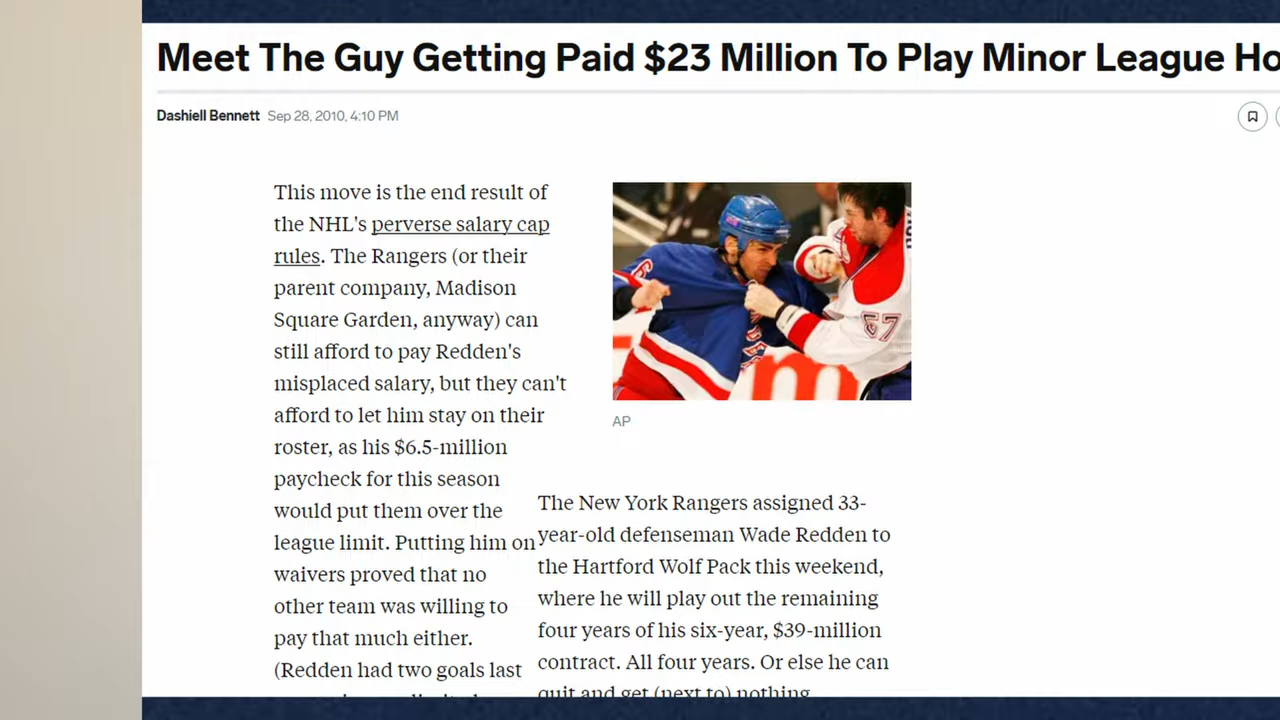 Meet The Guy Getting Paid $23 Million To Play Minor League Ho
Dashiell Bennett Sep 28, 2010, 4:10 PM
This move is the end result of
the NHL's perverse salary cap
rules. The Rangers (or their
parent company, Madison
Square Garden, anyway) can
still afford to pay Redden's
misplaced salary, but they can't
afford to let him stay on their
roster, as his $6.5-million
paycheck for this season
would put them over the
league limit. Putting him on
waivers proved that no
other team was willing to
pay that much either.
(Redden had two goals last
67
AP
The New York Rangers assigned 33-
year-old defenseman Wade Redden to
the Hartford Wolf Pack this weekend,
where he will play out the remaining
four years of his six-year, $39-million
contract. All four years. Or else he can
quit and get (next to) nothing